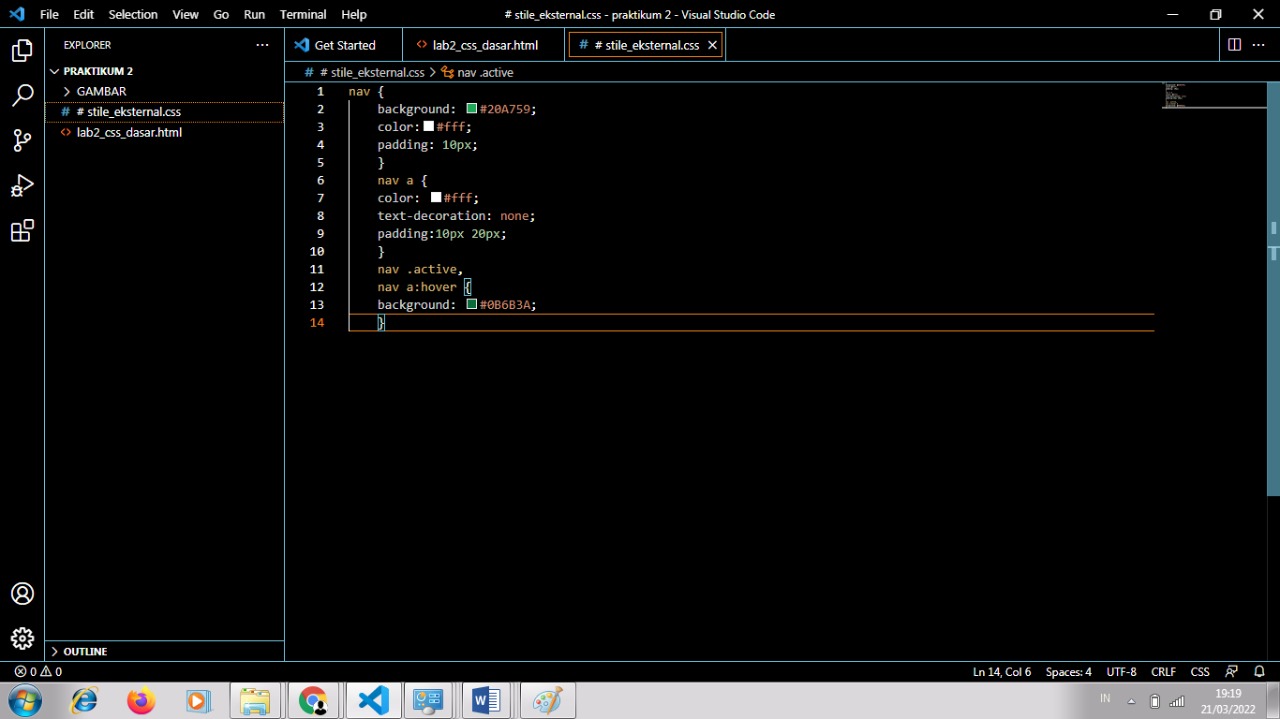 File Edit Selection View Go Run Terminal Help
# stile_eksternal.css - praktikum 2 - Visual Studio Code
EXPLORER
PRAKTIKUM 2
GAMBAR
# # stile_eksternal.css
<> lab2_css_dasar.html
OUTLINE
Get Started
<> lab2_css_dasar.html
# # stile_eksternal.css
# # stile_eksternal.css > nav .active
1 nav {
2 background: #20A759;
3 color: #fff;
4 padding: 10px;
5 }
6 nav a {
7 color: #fff;
8 text-decoration: none;
9 padding:10px 20px;
10 }
11 nav .active,
12 nav a:hover {
13 background: #0B6B3A;
14 }
0 0
Ln 14, Col 6 Spaces: 4 UTF-8 CRLF CSS
IN
19:19
21/03/2022